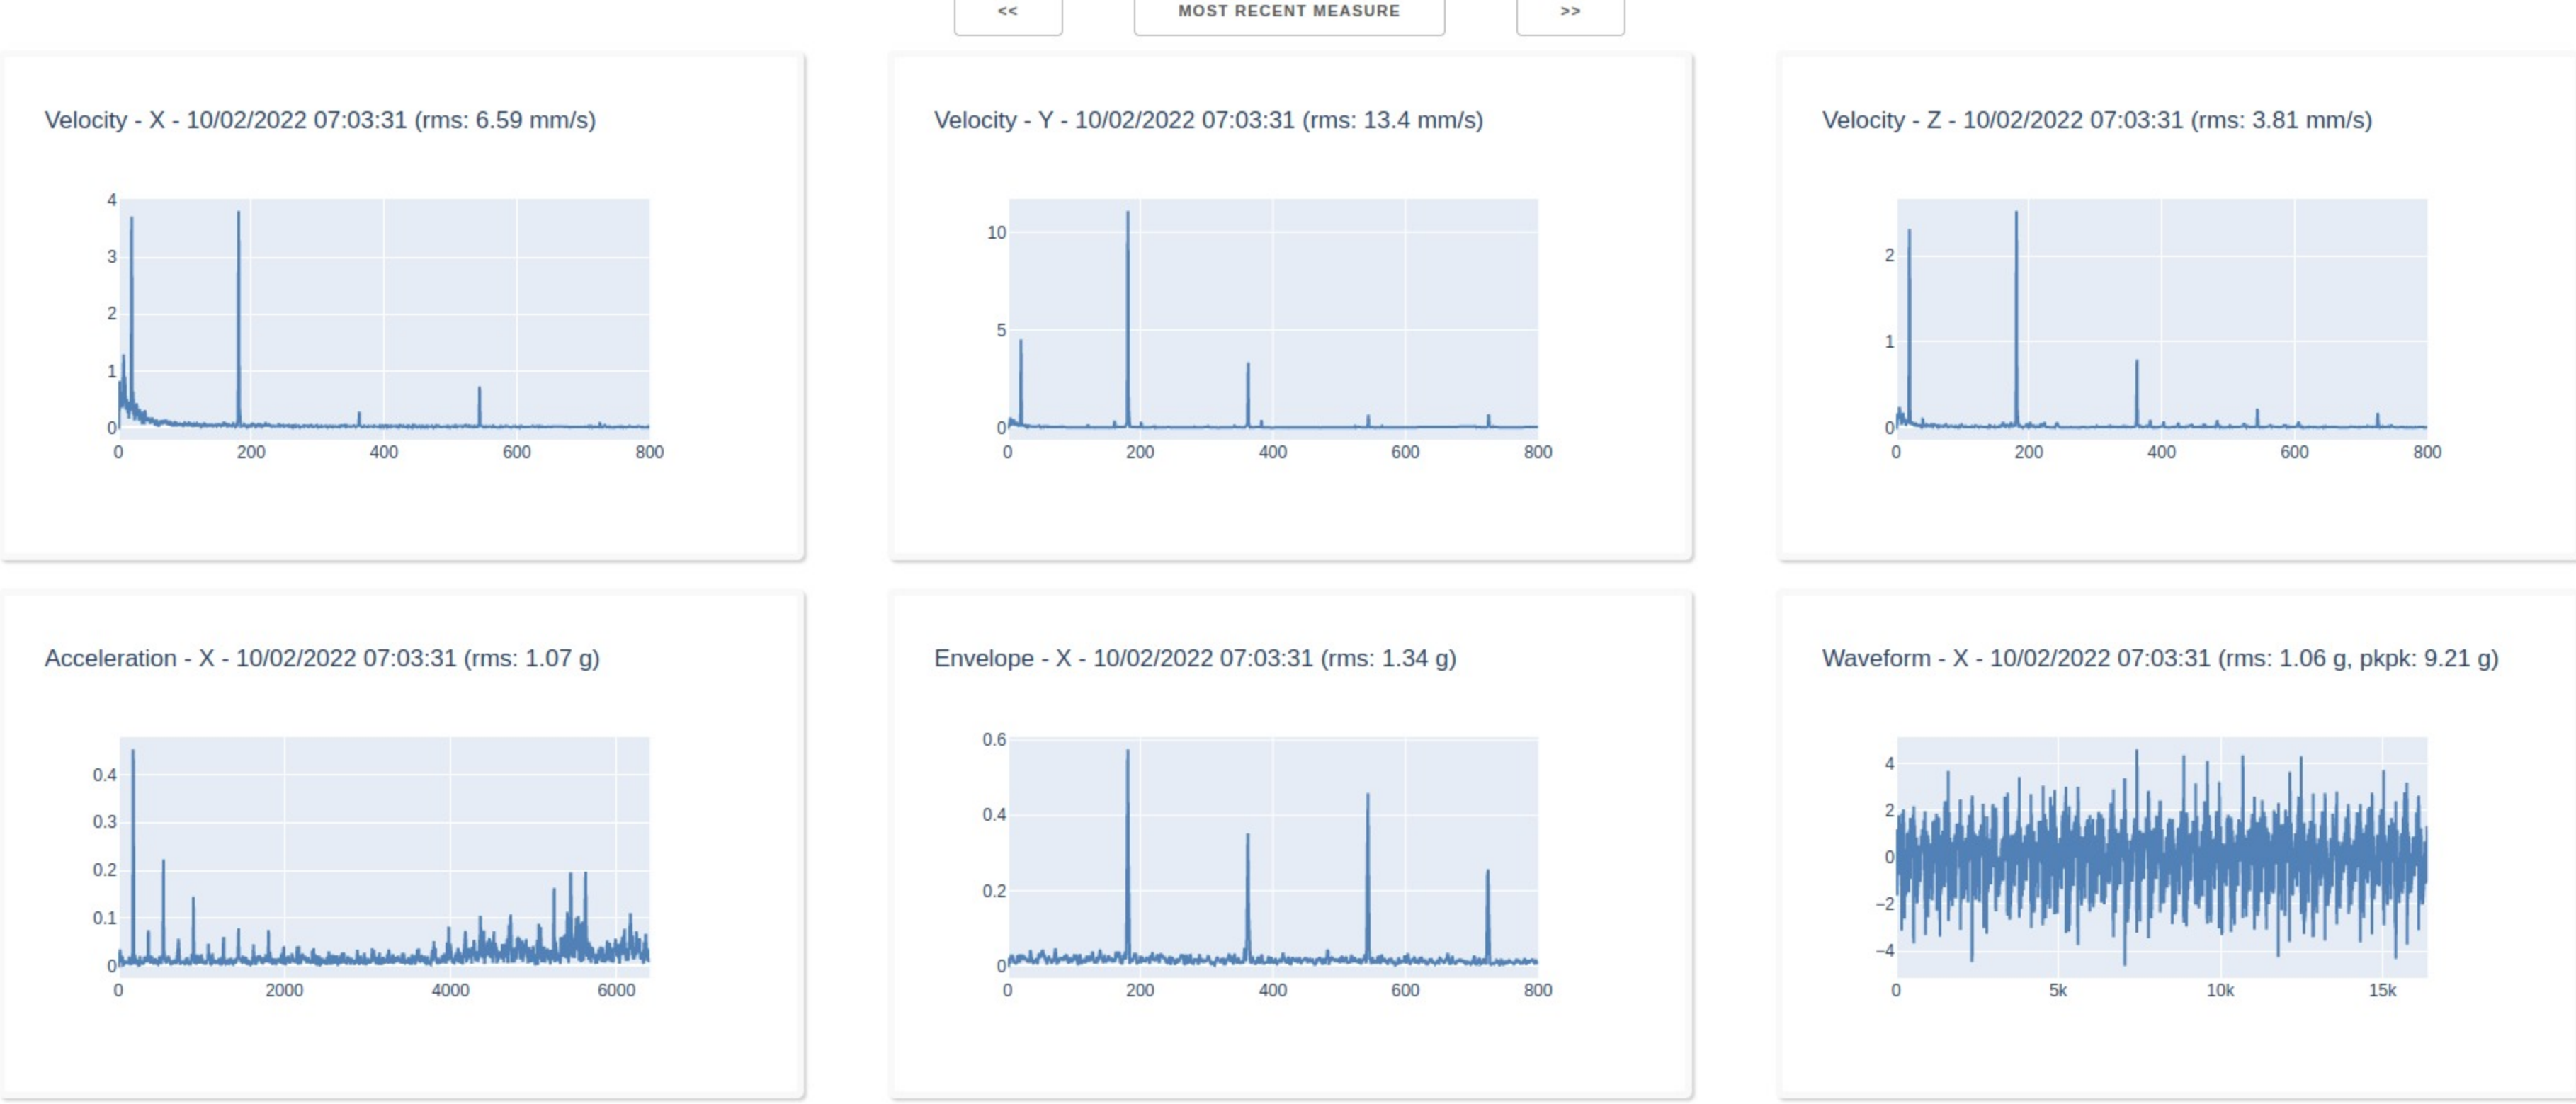 << MOST RECENT MEASURE >>
Velocity - X - 10/02/2022 07:03:31 (rms: 6.59 mm/s)
4
3
2
1
0
0 200 400 600 800
Velocity - Y - 10/02/2022 07:03:31 (rms: 13.4 mm/s)
10
5
0
0 200 400 600 800
Velocity - Z - 10/02/2022 07:03:31 (rms: 3.81 mm/s)
2
1
0
0 200 400 600 800
Acceleration - X - 10/02/2022 07:03:31 (rms: 1.07 g)
0.4
0.3
0.2
0.1
0
0 2000 4000 6000
Envelope - X - 10/02/2022 07:03:31 (rms: 1.34 g)
0.6
0.4
0.2
0
0 200 400 600 800
Waveform - X - 10/02/2022 07:03:31 (rms: 1.06 g, pkpk: 9.21 g)
4
2
0
−2
−4
0 5k 10k 15k